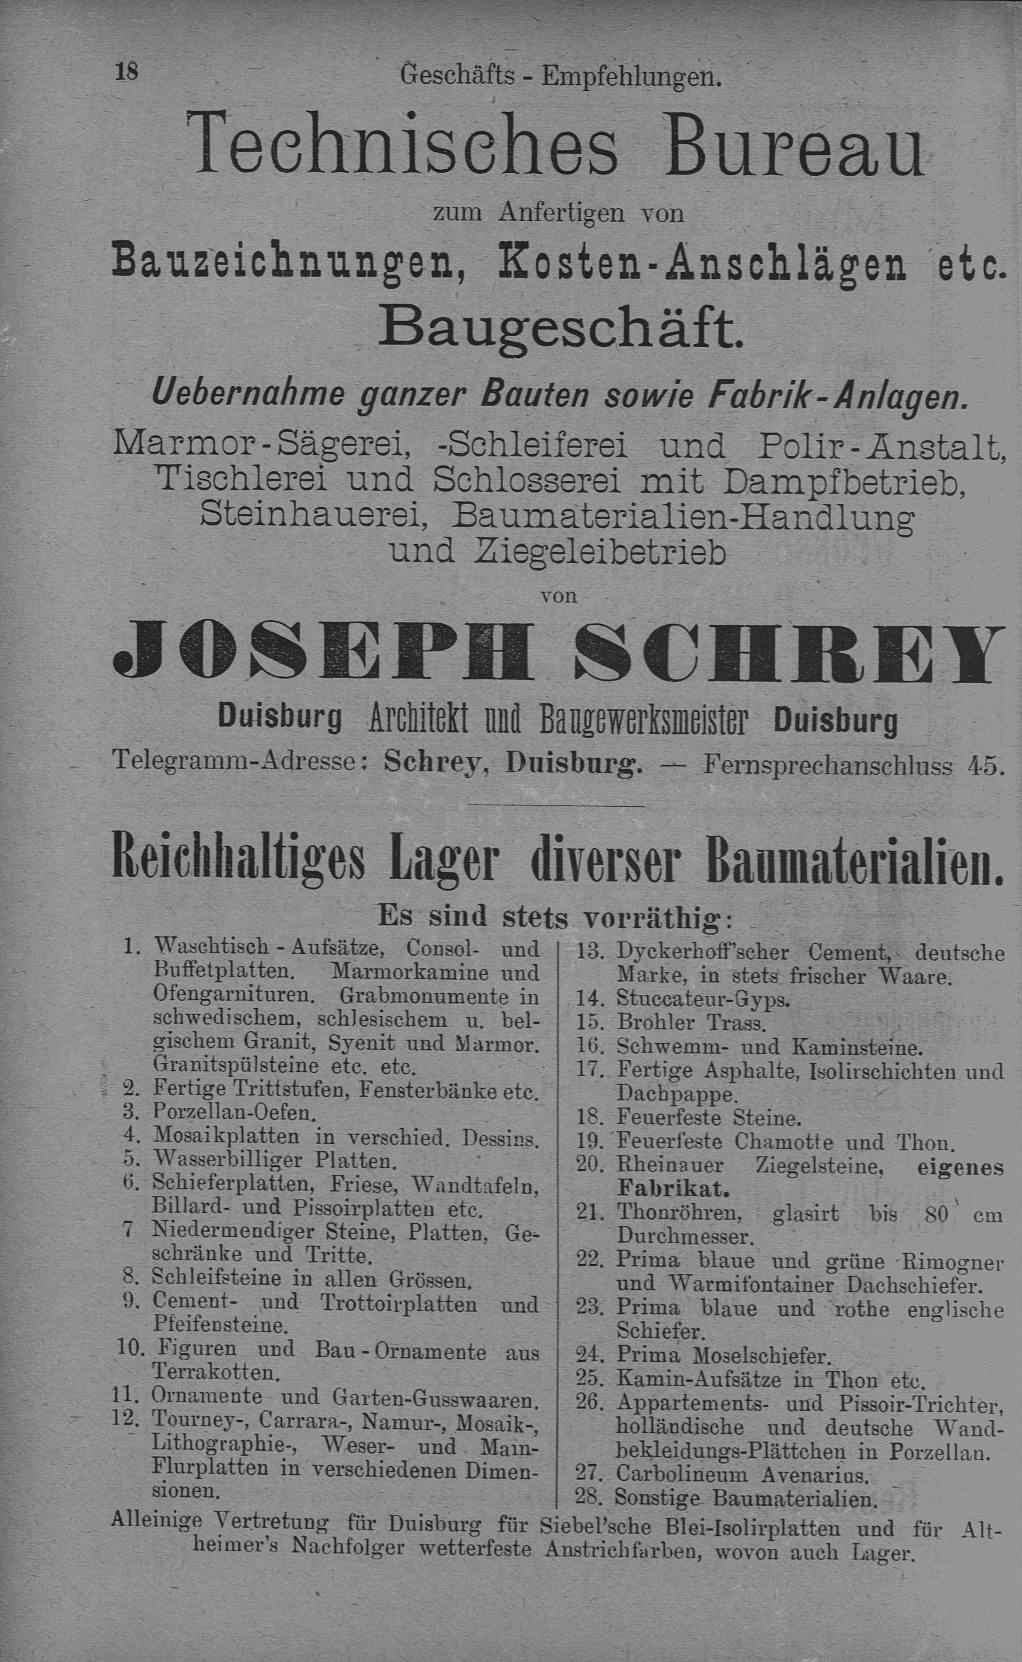 18
Geschäfts - Empfehlungen.
Technisches Bureau
zum Anfertigen von
Bauzeichnungen, Kosten-Anschlägen etc.
Baugeschäft.
Uebernahme ganzer Bauten sowie Fabrik-Anlagen.
Marmor-Sägerei, -Schleiferei und Polir-Anstalt,
Tischlerei und Schlosserei mit Dampfbetrieb,
Steinhauerei, Baumaterialien-Handlung
und Ziegeleibetrieb
von
JOSEPH SCHREY
Duisburg Architekt und Baugewerksmeister Duisburg
Telegramm-Adresse: Schrey, Duisburg. — Fernsprechanschluss 45.
Reichhaltiges Lager diverser Baumaterialien.
Es sind stets vorräthig:
1. Waschtisch - Aufsätze, Consol- und
Buffetplatten. Marmorkamine und
Ofengarnituren. Grabmonumente in
schwedischem, schlesischem u. bel-
gischem Granit, Syenit und Marmor.
Granitspülsteine etc. etc.
2. Fertige Trittstufen, Fensterbänke etc.
3. Porzellan-Oefen.
4. Mosaikplatten in verschied. Dessins.
5. Wasserbilliger Platten.
6. Schieferplatten, Friese, Wandtafeln,
Billard- und Pissoirplatten etc.
7 Niedermendiger Steine, Platten, Ge-
schränke und Tritte.
8. Schleifsteine in allen Grössen.
9. Cement- und Trottoirplatten und
Pfeifensteine.
10. Figuren und Bau - Ornamente aus
Terrakotten.
11. Ornamente und Garten-Gusswaaren.
12. Tourney-, Carrara-, Namur-, Mosaik-,
Lithographie-, Weser- und Main-
Flurplatten in verschiedenen Dimen-
sionen.
13. Dyckerhoff'scher Cement, deutsche
Marke, in stets frischer Waare.
14. Stuccateur-Gyps.
15. Brohler Trass.
16. Schwemm- und Kaminsteine.
17. Fertige Asphalte, Isolirschichten und
Dachpappe.
18. Feuerfeste Steine.
19. Feuerfeste Chamotte und Thon.
20. Rheinauer Ziegelsteine, eigenes
Fabrikat.
21. Thonröhren, glasirt bis 80 cm
Durchmesser.
22. Prima blaue und grüne Rimogner
und Warmifontainer Dachschiefer.
23. Prima blaue und rothe englische
Schiefer.
24. Prima Moselschiefer.
25. Kamin-Aufsätze in Thon etc.
26. Appartements- und Pissoir-Trichter,
holländische und deutsche Wand-
bekleidungs-Plättchen in Porzellan.
27. Carbolineum Avenarius.
28. Sonstige Baumaterialien.
Alleinige Vertretung für Duisburg für Siebel'sche Blei-Isolirplatten und für Alt-
heimer's Nachfolger wetterfeste Anstrichfarben, wovon auch Lager.